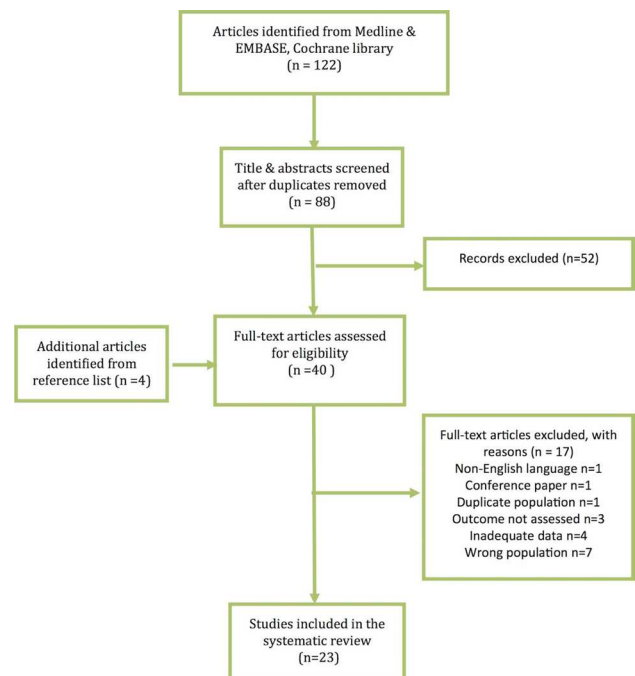 Articles identified from Medline &
EMBASE, Cochrane library
(n = 122)
Title & abstracts screened
after duplicates removed
(n = 88)
Records excluded (n=52)
Additional articles
identified from
reference list (n =4)
Full-text articles assessed
for eligibility
(n =40 )
Full-text articles excluded, with
reasons (n = 17)
Non-English language n=1
Conference paper n=1
Duplicate population n=1
Outcome not assessed n=3
Inadequate data n=4
Wrong population n=7
Studies included in the
systematic review
(n=23)